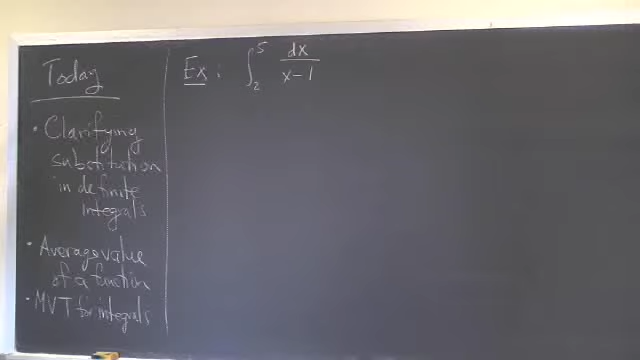 Today
• Clarifying
substitution
in definite
integrals
• Average value
of a function
• MVT for integrals
Ex: ∫₂⁵ dx/(x-1)